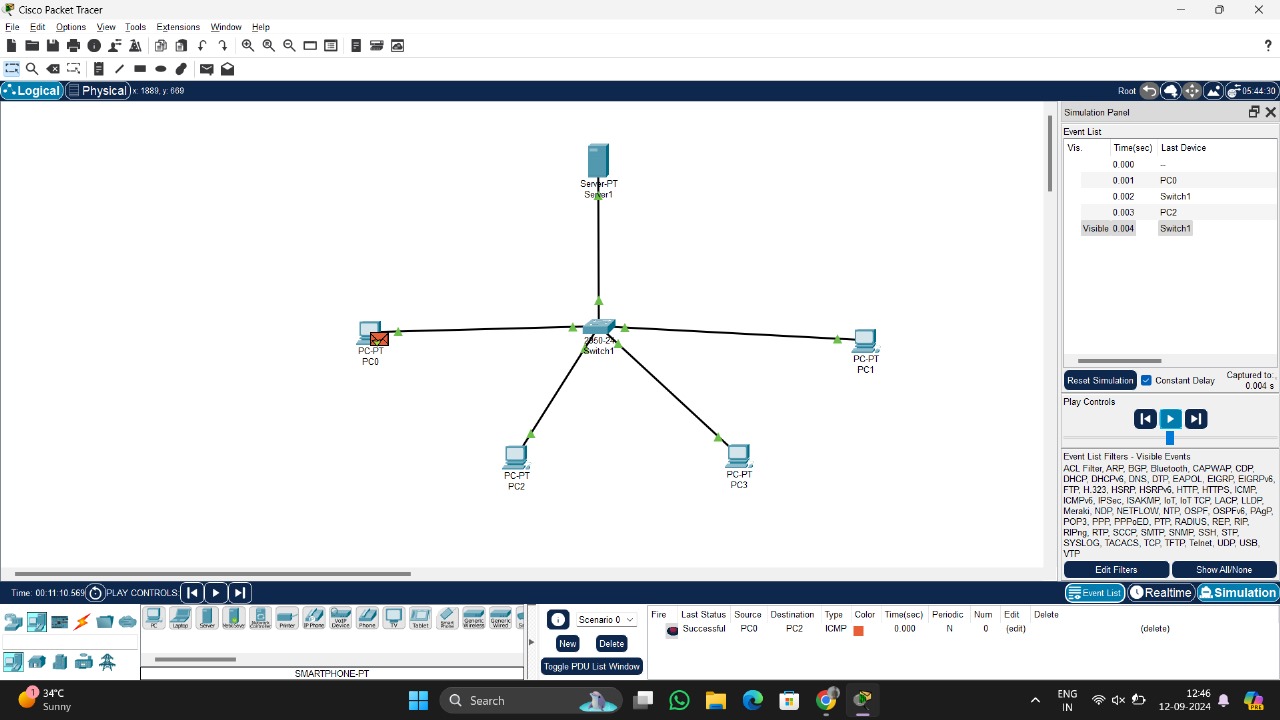 Cisco Packet Tracer
File Edit Options View Tools Extensions Window Help
Logical Physical x: 1889, y: 669 Root 05:44:30
Server-PT
Server1
2950-24
Switch1
PC-PT
PC0
PC-PT
PC1
PC-PT
PC2
PC-PT
PC3
Simulation Panel
Event List
Vis. Time(sec) Last Device
0.000 --
0.001 PC0
0.002 Switch1
0.003 PC2
Visible 0.004 Switch1
Reset Simulation Constant Delay Captured to:
0.004 s
Play Controls
Event List Filters - Visible Events
ACL Filter, ARP, BGP, Bluetooth, CAPWAP, CDP,
DHCP, DHCPv6, DNS, DTP, EAPOL, EIGRP, EIGRPv6,
FTP, H.323, HSRP, HSRPv6, HTTP, HTTPS, ICMP,
ICMPv6, IPSec, ISAKMP, IoT, IoT TCP, LACP, LLDP,
Meraki, NDP, NETFLOW, NTP, OSPF, OSPFv6, PAgP,
POP3, PPP, PPPoED, PTP, RADIUS, REP, RIP,
RIPng, RTP, SCCP, SMTP, SNMP, SSH, STP,
SYSLOG, TACACS, TCP, TFTP, Telnet, UDP, USB,
VTP
Edit Filters Show All/None
Time: 00:11:10.569 PLAY CONTROLS: Event List Realtime Simulation
PC Laptop Server Printer IP Phone VoIP Device Phone TV Tablet Smart Phone Generic Wireless Generic Wired
SMARTPHONE-PT
Scenario 0
New Delete
Toggle PDU List Window
Fire Last Status Source Destination Type Color Time(sec) Periodic Num Edit Delete
Successful PC0 PC2 ICMP 0.000 N 0 (edit) (delete)
1 34°C
Sunny
Search
ENG
IN
12:46
12-09-2024